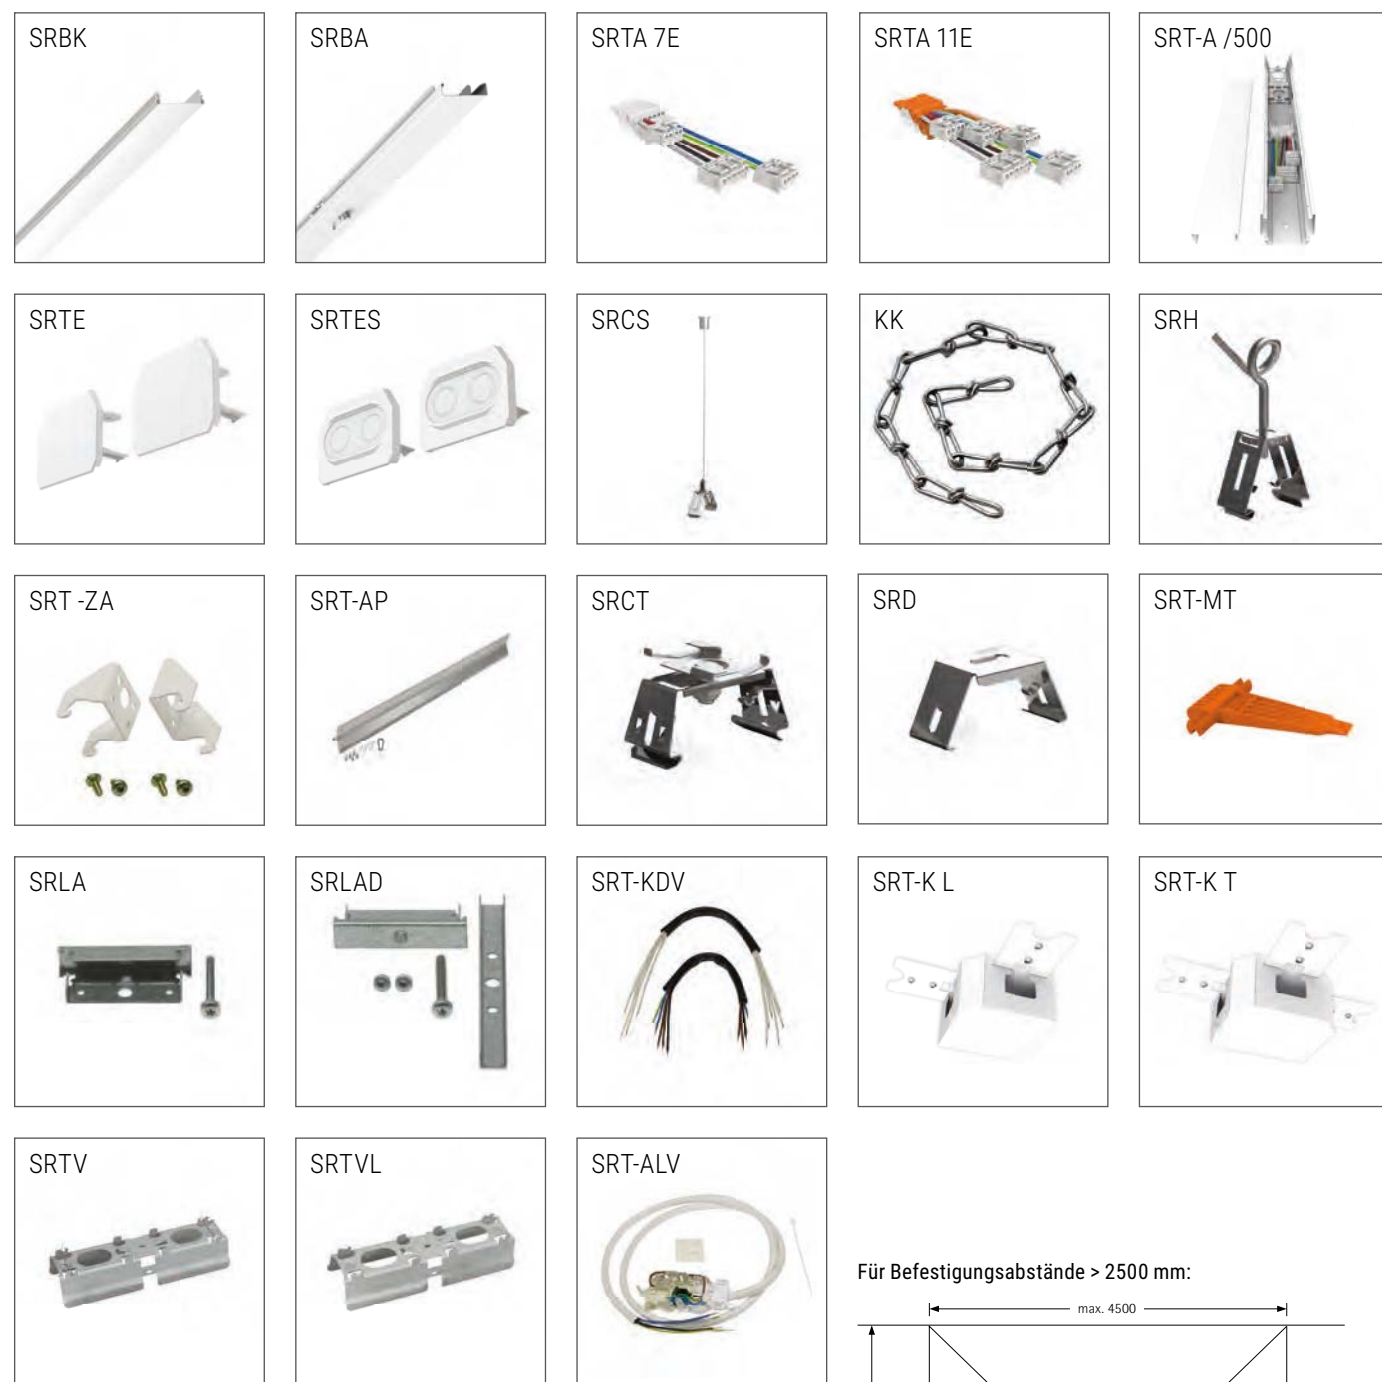 SRBK
SRBA
SRTA 7E
SRTA 11E
SRT-A /500
SRTE
SRTES
SRCS
KK
SRH
SRT -ZA
SRT-AP
SRCT
SRD
SRT-MT
SRLA
SRLAD
SRT-KDV
SRT-K L
SRT-K T
SRTV
SRTVL
SRT-ALV
Für Befestigungsabstände > 2500 mm:
max. 4500